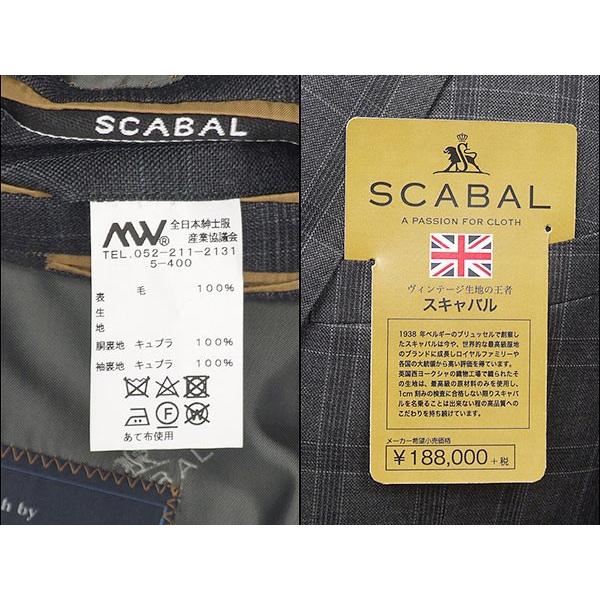 SCABAL
MW® 全日本紳士服
産業協議会
TEL.052-211-2131
5-400
表 毛 100%
生
地
胴裏地 キュプラ 100%
袖裏地 キュプラ 100%
F
あて布使用
ABAL
h by
SCABAL
A PASSION FOR CLOTH
ヴィンテージ生地の王者
スキャバル
1938年ベルギーのブリュッセルで創業し
たスキャバルは今や、世界的な最高級服地
のブランドに成長しロイヤルファミリーや
各国の大統領から高い評価を得ています。
英国西ヨークシャの織物工場で織られたそ
の生地は、最高級の原材料のみを使用し、
1cm刻みの検査に合格しない限りスキャバ
ルを名乗ることは出来ない程の高品質への
こだわりを持ち続けています。
メーカー希望小売価格
¥188,000+税